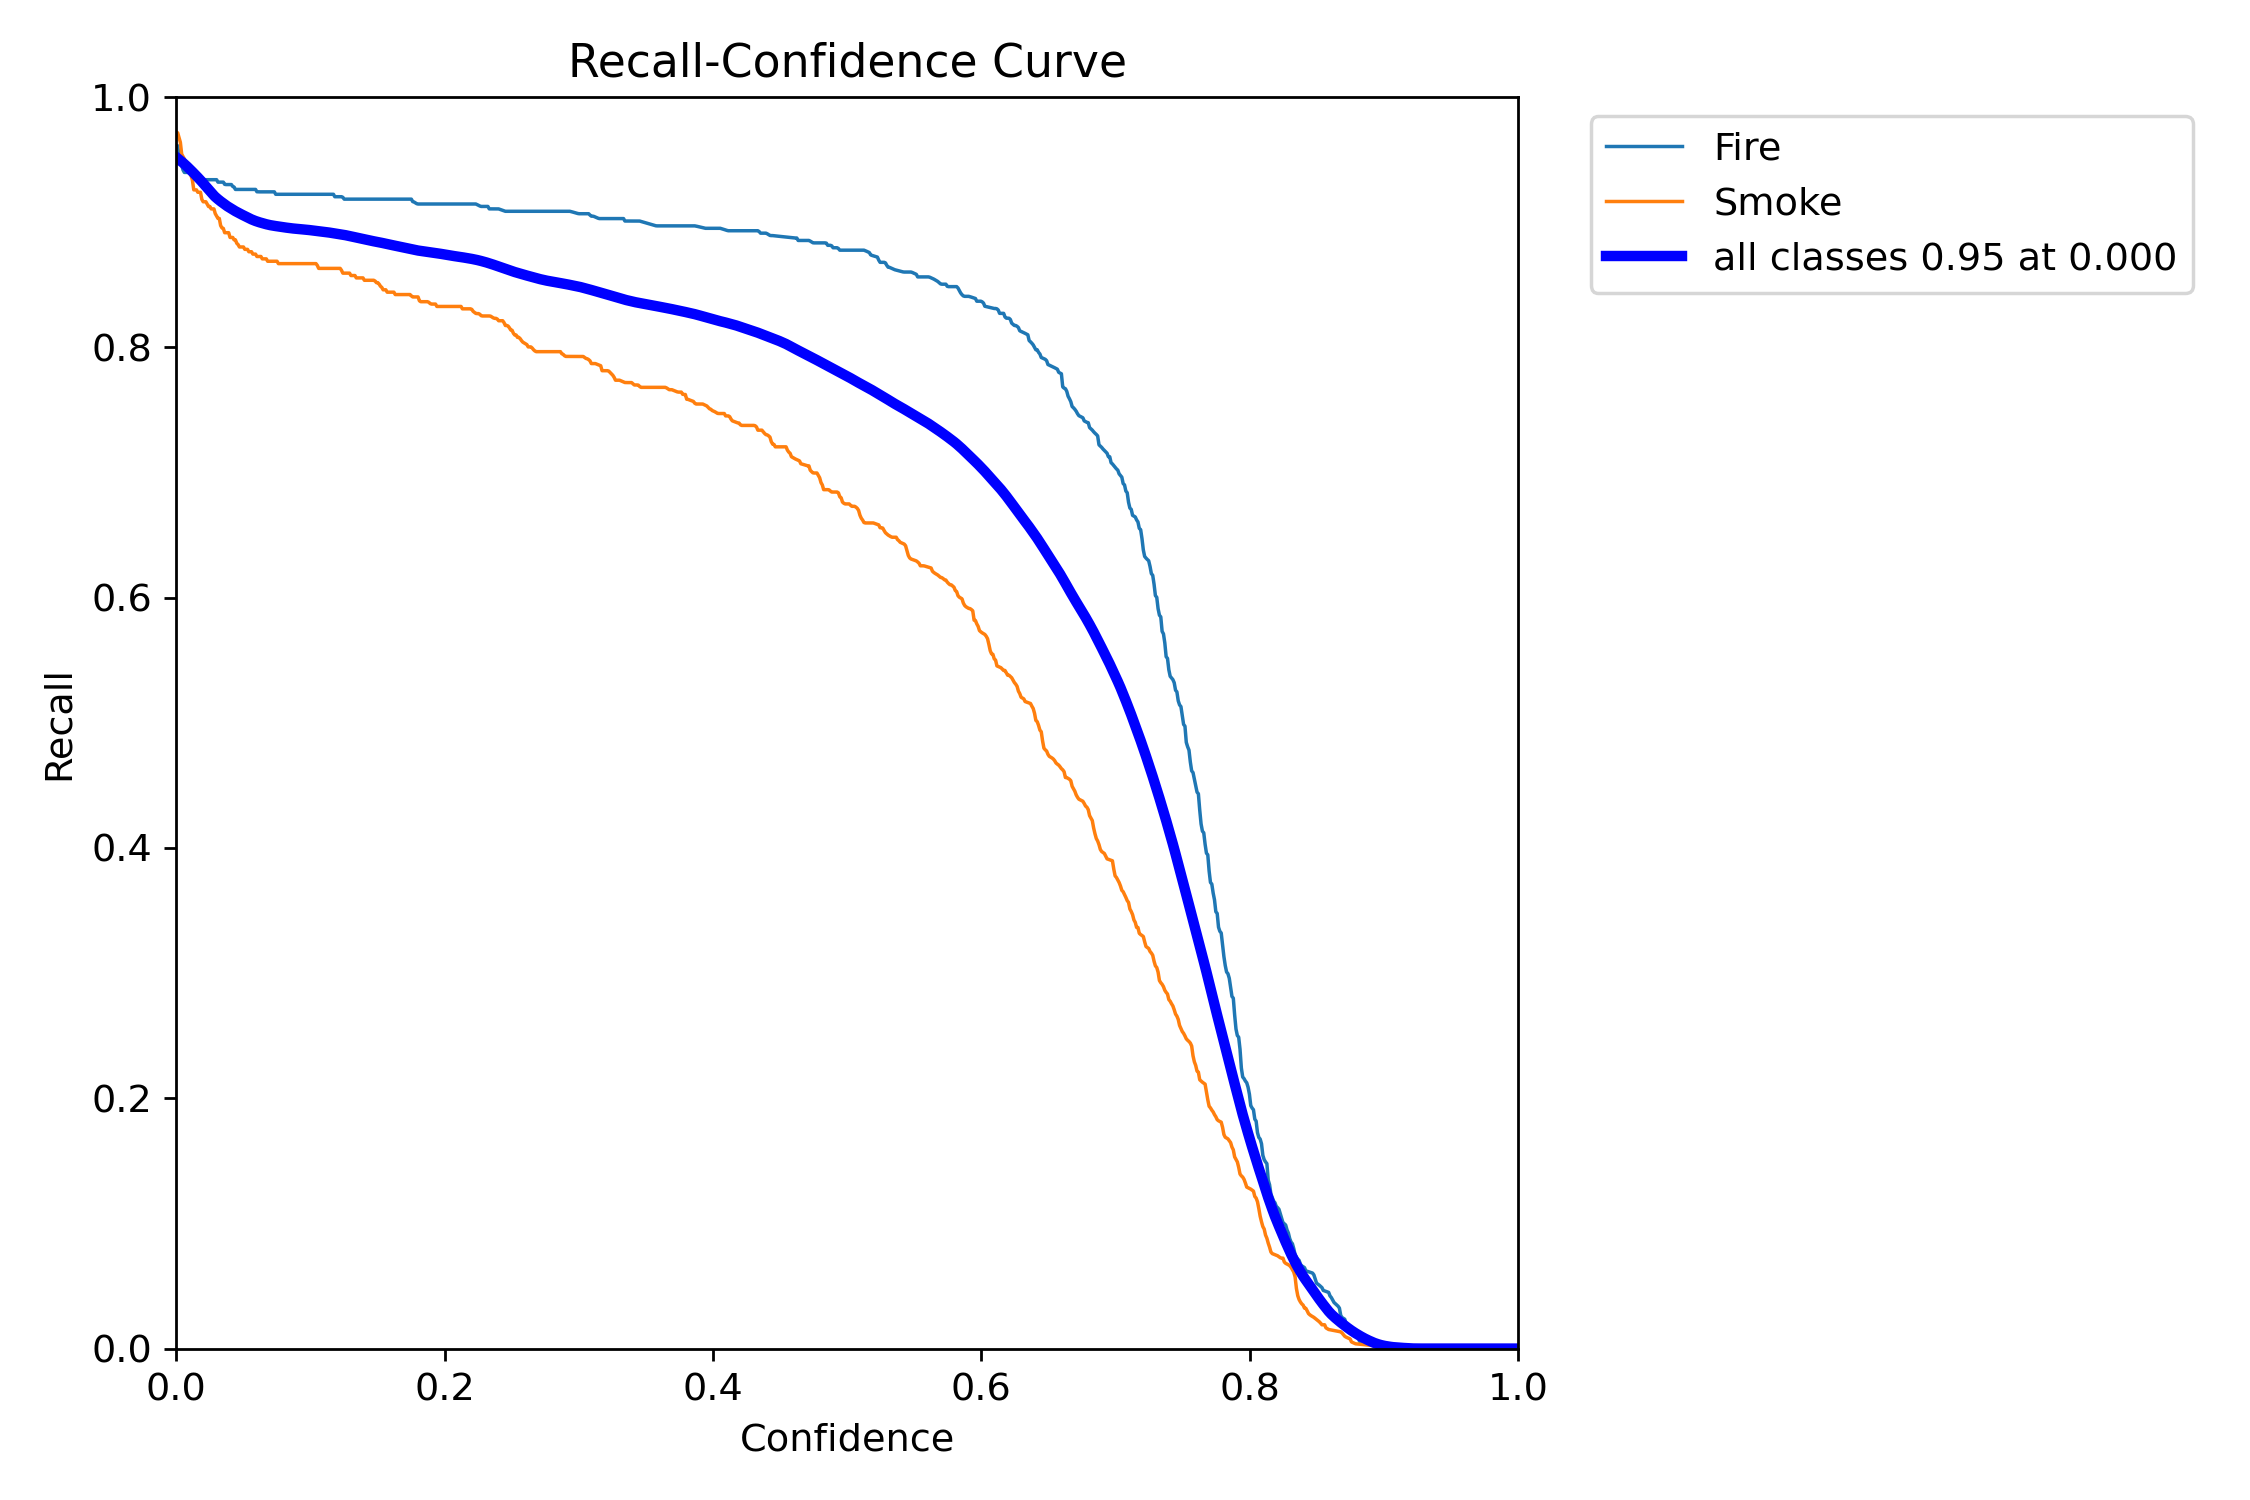 Recall-Confidence Curve
1.0
0.8
0.6
0.4
0.2
0.0
Recall
0.0 0.2 0.4 0.6 0.8 1.0
Confidence
Fire
Smoke
all classes 0.95 at 0.000